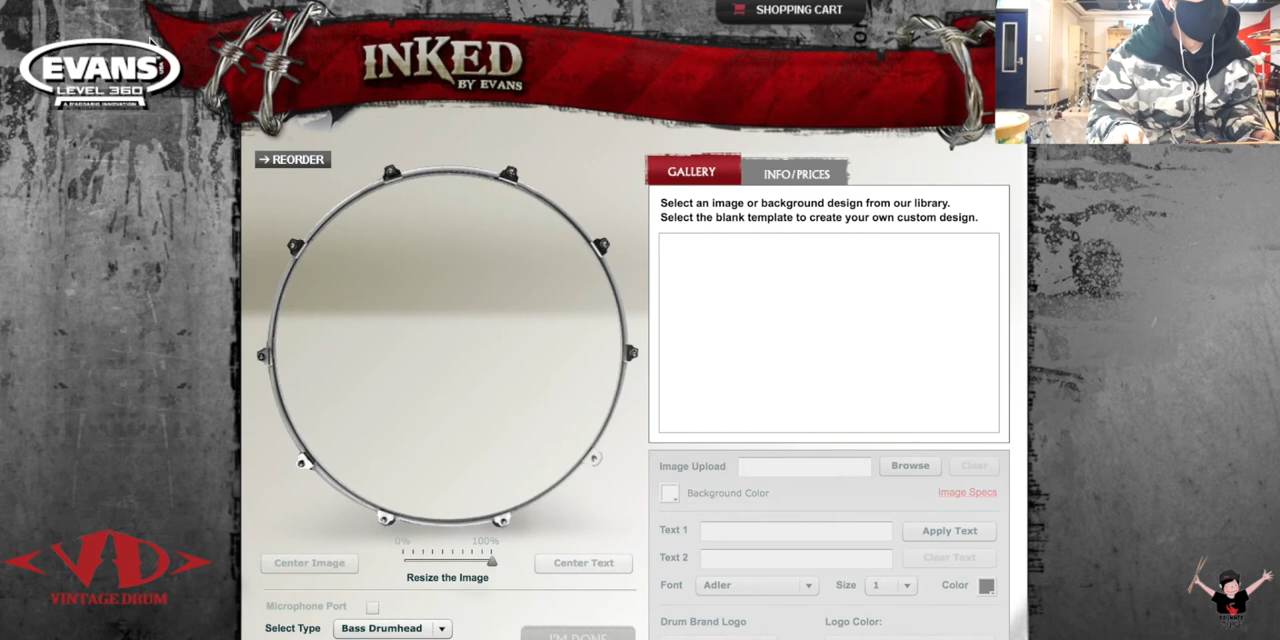 SHOPPING CART
EVANS
LEVEL 360
A D'ADDARIO INNOVATION
INKED
BY EVANS
→ REORDER
GALLERY
INFO/PRICES
Select an image or background design from our library.
Select the blank template to create your own custom design.
Image Upload
Browse
Clear
Background Color
Image Specs
Text 1
Apply Text
Text 2
Clear Text
Font
Adler
Size
1
Color
0%
100%
Center Image
Center Text
Resize the Image
Microphone Port
Select Type
Bass Drumhead
Drum Brand Logo
Logo Color:
I'M DONE
VD
VINTAGE DRUM